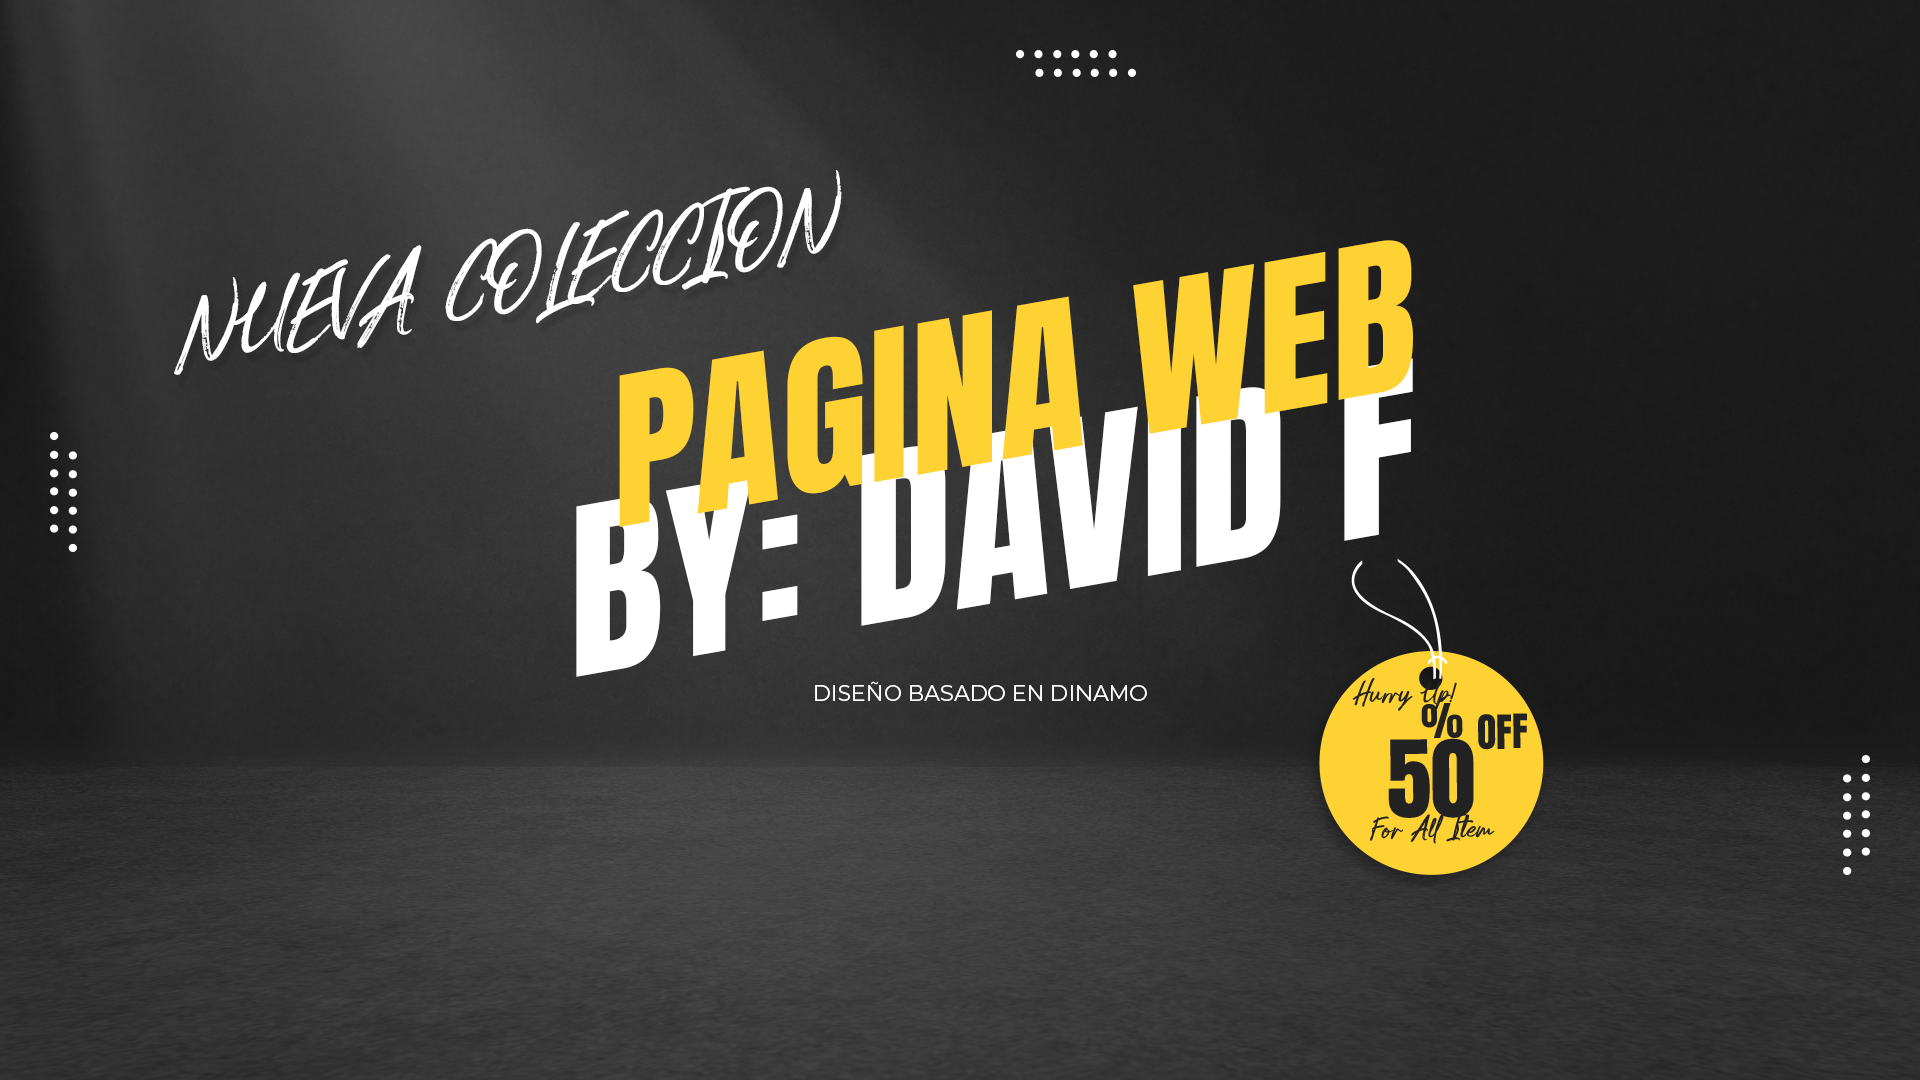 NUEVA COLECCION
PAGINA WEB
BY: DAVID F
DISEÑO BASADO EN DINAMO
Hurry Up!
% OFF
50
For All Item